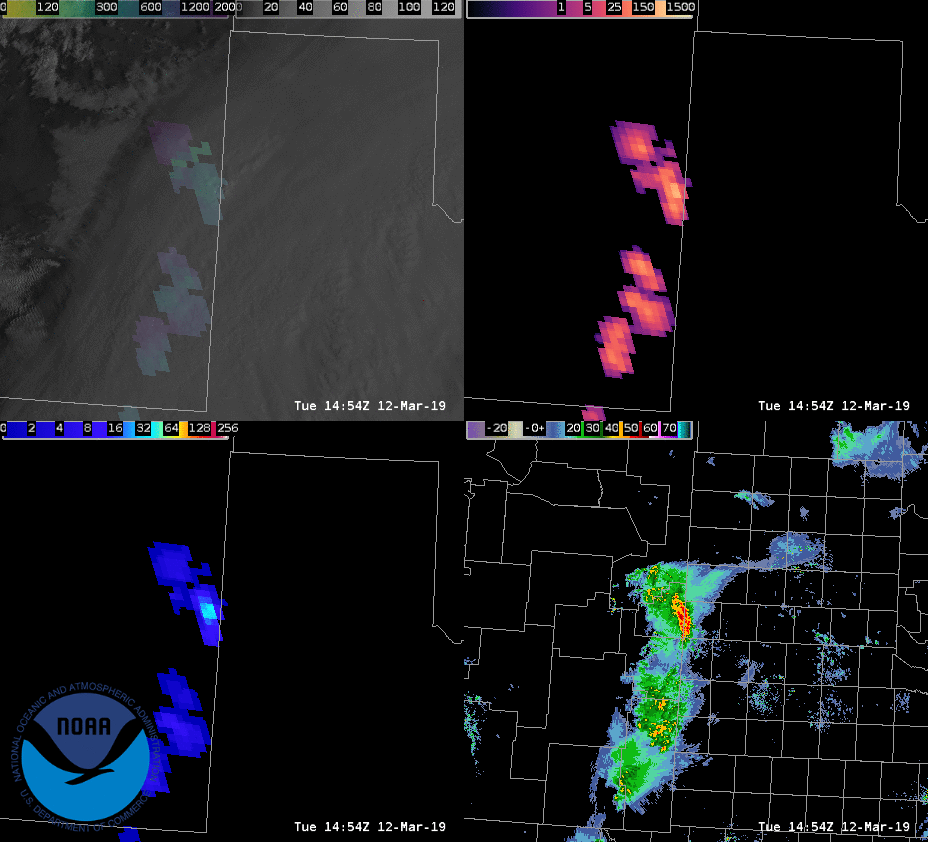 0 120 300 600 1200 2000 0 20 40 60 80 100 120
1 5 25 150 1500
Tue 14:54Z 12-Mar-19
Tue 14:54Z 12-Mar-19
0 2 4 8 16 32 64 128 256
-20 -0+ 20 30 40 50 60 70
NATIONAL OCEANIC AND ATMOSPHERIC ADMINISTRATION
NOAA
U.S. DEPARTMENT OF COMMERCE
Tue 14:54Z 12-Mar-19
Tue 14:54Z 12-Mar-19